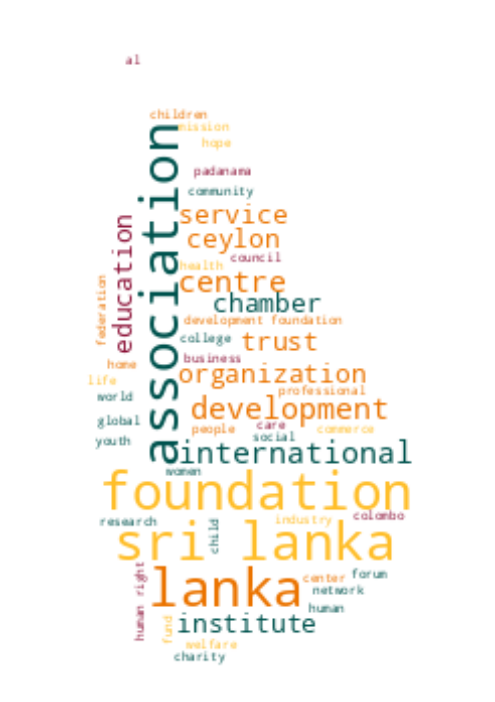 al
children
mission
hope
association
padanama
community
service
education
ceylon
council
health
centre
federation
chamber
development foundation
college
trust
business
home
organization
life
professional
world
development
global
people
care
commerce
youth
social
international
women
foundation
research
child
industry
colombo
sri lanka
human right
lanka
center
forum
network
human
fund
institute
welfare
charity